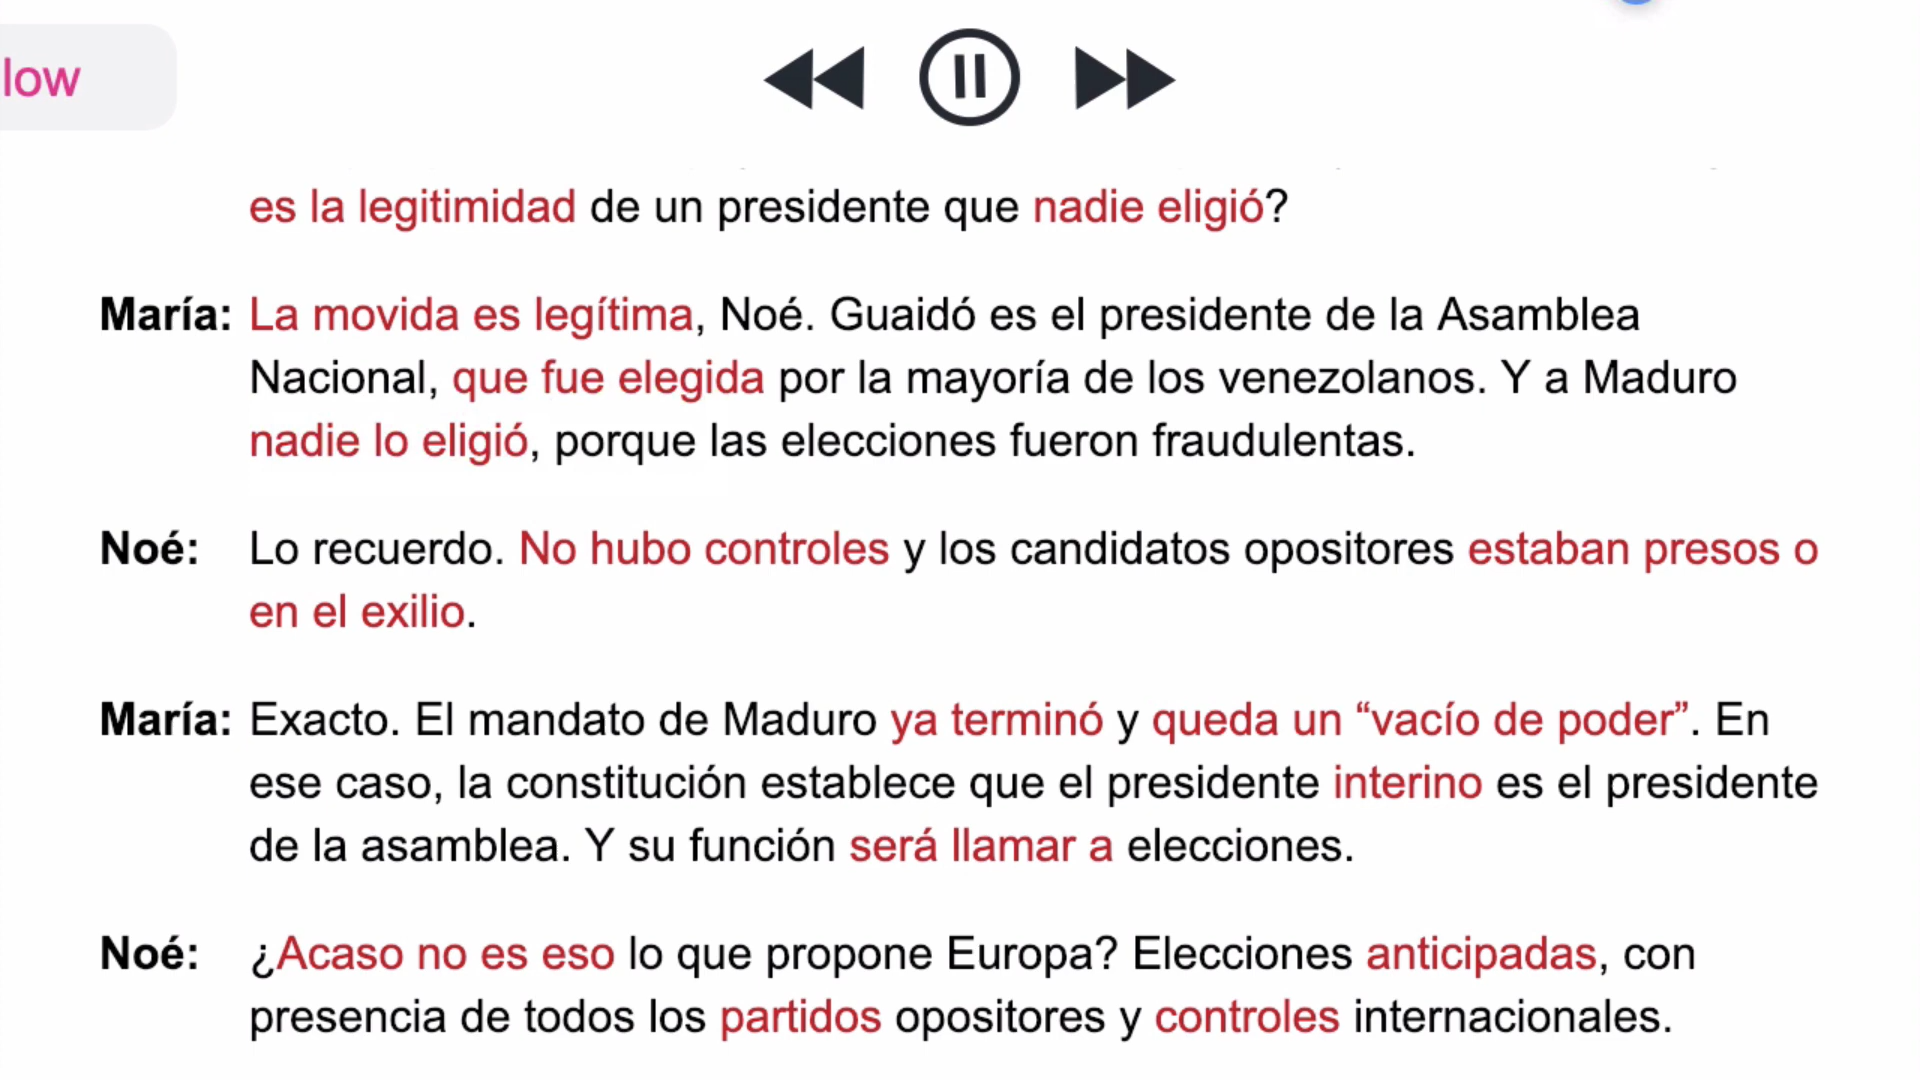 low
es la legitimidad de un presidente que nadie eligió?
María: La movida es legítima, Noé. Guaidó es el presidente de la Asamblea
Nacional, que fue elegida por la mayoría de los venezolanos. Y a Maduro
nadie lo eligió, porque las elecciones fueron fraudulentas.
Noé: Lo recuerdo. No hubo controles y los candidatos opositores estaban presos o
en el exilio.
María: Exacto. El mandato de Maduro ya terminó y queda un “vacío de poder”. En
ese caso, la constitución establece que el presidente interino es el presidente
de la asamblea. Y su función será llamar a elecciones.
Noé: ¿Acaso no es eso lo que propone Europa? Elecciones anticipadas, con
presencia de todos los partidos opositores y controles internacionales.